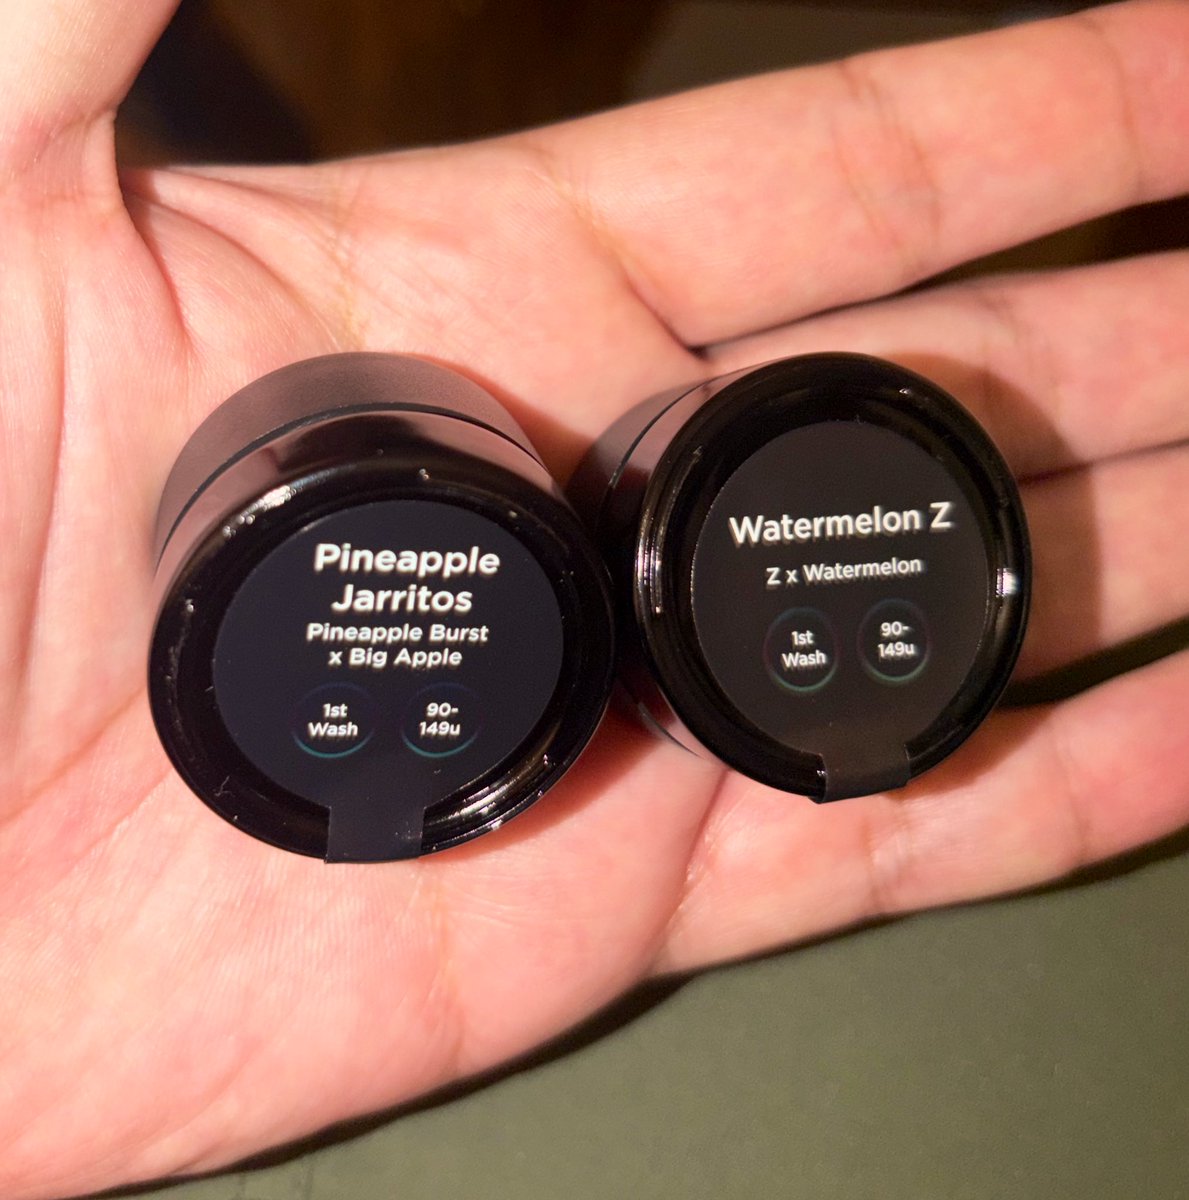 Pineapple
Jarritos
Pineapple Burst
x Big Apple
1st
Wash
90-
149u
Watermelon Z
Z x Watermelon
1st
Wash
90-
149u